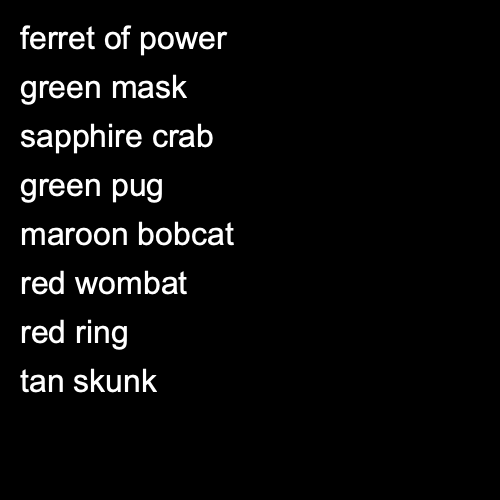 ferret of power
green mask
sapphire crab
green pug
maroon bobcat
red wombat
red ring
tan skunk